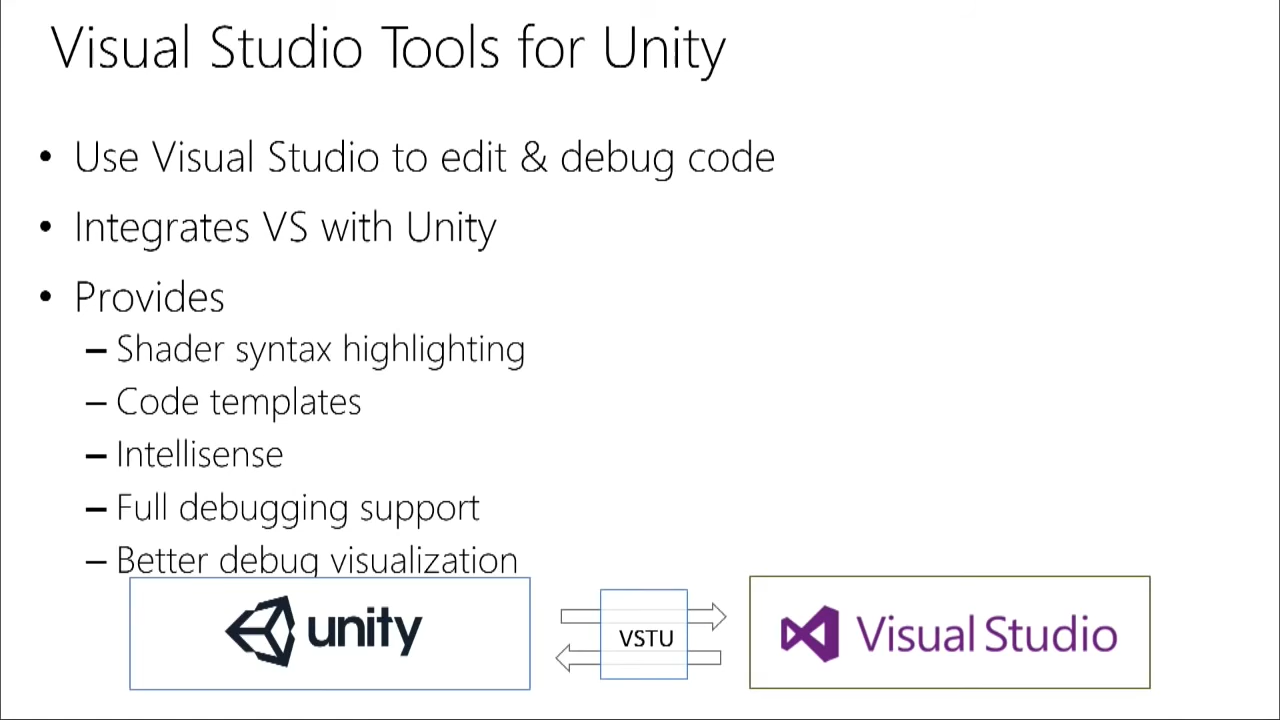 Visual Studio Tools for Unity
• Use Visual Studio to edit & debug code
• Integrates VS with Unity
• Provides
– Shader syntax highlighting
– Code templates
– Intellisense
– Full debugging support
– Better debug visualization
unity
VSTU
Visual Studio